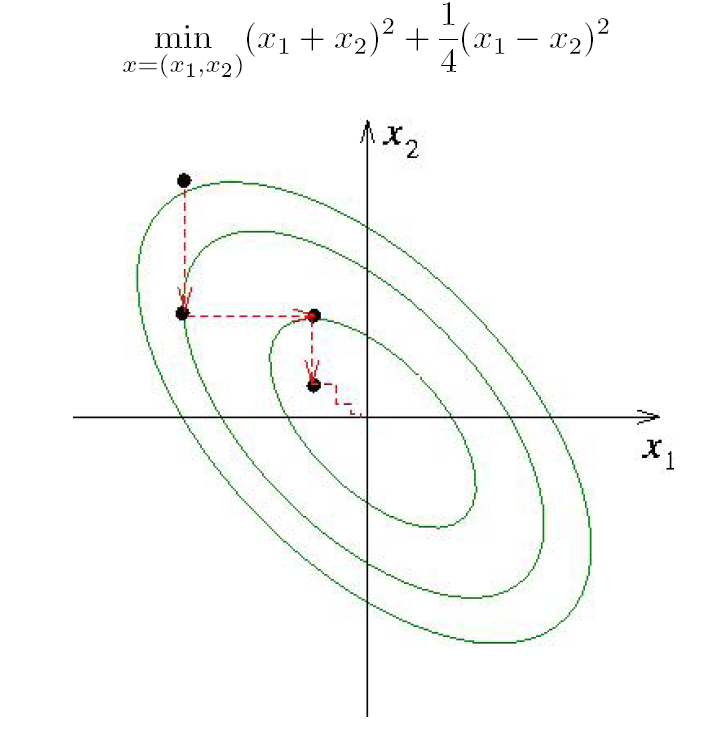 \min_{x=(x_1,x_2)} (x_1 + x_2)^2 + \frac{1}{4}(x_1 - x_2)^2
x_2
x_1